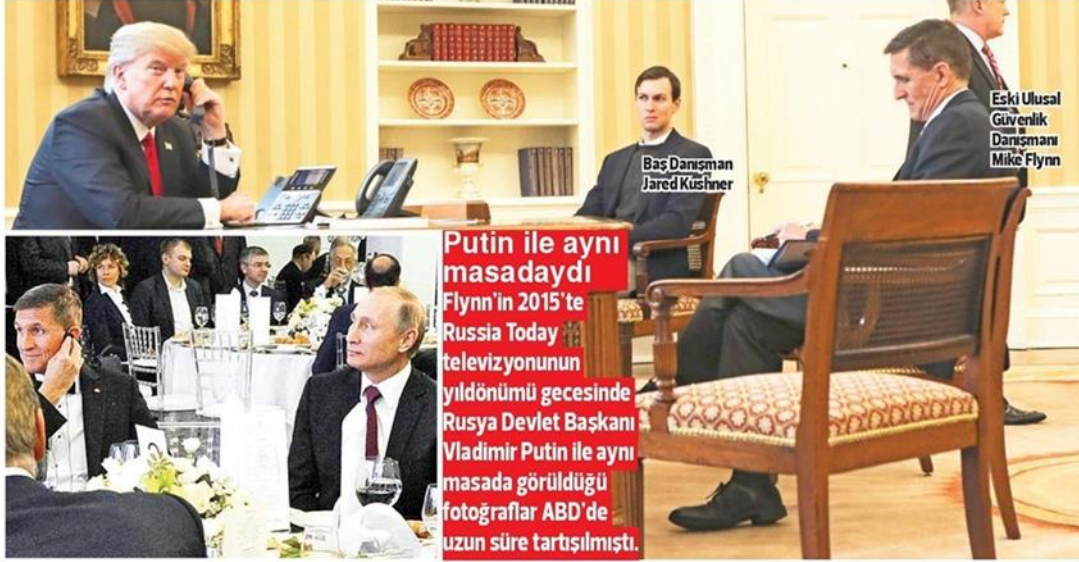 Baş Danışman
Jared Kushner
Eski Ulusal
Güvenlik
Danışmanı
Mike Flynn
Putin ile aynı
masadaydı
Flynn'in 2015'te
Russia Today
televizyonunun
yıldönümü gecesinde
Rusya Devlet Başkanı
Vladimir Putin ile aynı
masada görüldüğü
fotoğraflar ABD'de
uzun süre tartışılmıştı.